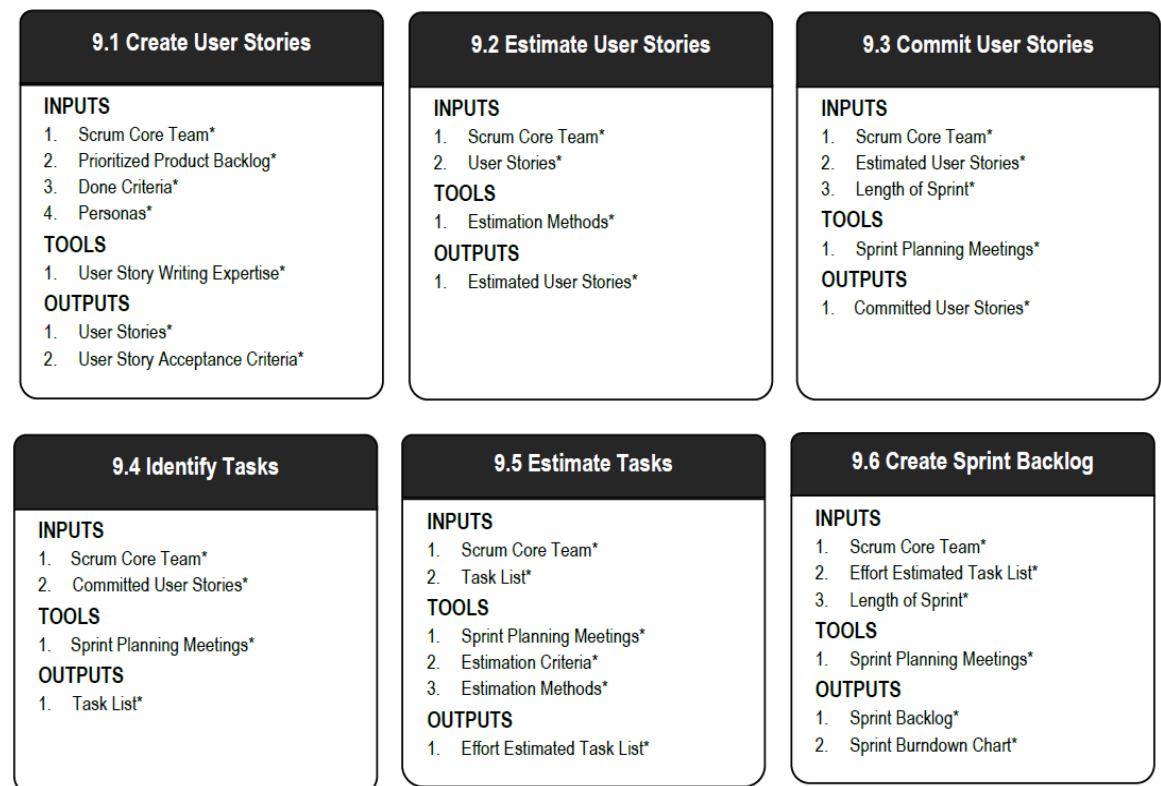 9.1 Create User Stories
INPUTS
1. Scrum Core Team*
2. Prioritized Product Backlog*
3. Done Criteria*
4. Personas*
TOOLS
1. User Story Writing Expertise*
OUTPUTS
1. User Stories*
2. User Story Acceptance Criteria*
9.2 Estimate User Stories
INPUTS
1. Scrum Core Team*
2. User Stories*
TOOLS
1. Estimation Methods*
OUTPUTS
1. Estimated User Stories*
9.3 Commit User Stories
INPUTS
1. Scrum Core Team*
2. Estimated User Stories*
3. Length of Sprint*
TOOLS
1. Sprint Planning Meetings*
OUTPUTS
1. Committed User Stories*
9.4 Identify Tasks
INPUTS
1. Scrum Core Team*
2. Committed User Stories*
TOOLS
1. Sprint Planning Meetings*
OUTPUTS
1. Task List*
9.5 Estimate Tasks
INPUTS
1. Scrum Core Team*
2. Task List*
TOOLS
1. Sprint Planning Meetings*
2. Estimation Criteria*
3. Estimation Methods*
OUTPUTS
1. Effort Estimated Task List*
9.6 Create Sprint Backlog
INPUTS
1. Scrum Core Team*
2. Effort Estimated Task List*
3. Length of Sprint*
TOOLS
1. Sprint Planning Meetings*
OUTPUTS
1. Sprint Backlog*
2. Sprint Burndown Chart*